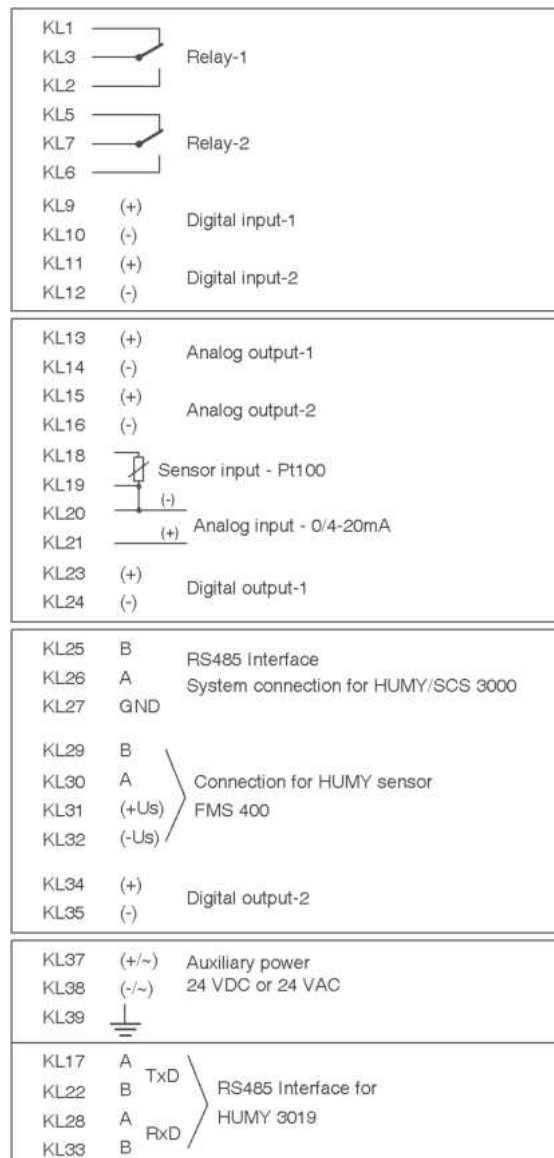 KL1
KL3 Relay-1
KL2
KL5
KL7 Relay-2
KL6
KL9 (+)
Digital input-1
KL10 (-)
KL11 (+)
Digital input-2
KL12 (-)
KL13 (+)
Analog output-1
KL14 (-)
KL15 (+)
Analog output-2
KL16 (-)
KL18
Sensor input - Pt100
KL19
KL20 (-)
Analog input - 0/4-20mA
KL21 (+)
KL23 (+)
Digital output-1
KL24 (-)
KL25 B
RS485 Interface
KL26 A
System connection for HUMY/SCS 3000
KL27 GND
KL29 B
KL30 A Connection for HUMY sensor
KL31 (+Us) FMS 400
KL32 (-Us)
KL34 (+)
Digital output-2
KL35 (-)
KL37 (+/~) Auxiliary power
KL38 (-/~) 24 VDC or 24 VAC
KL39
KL17 A
TxD
KL22 B RS485 Interface for
KL28 A HUMY 3019
RxD
KL33 B